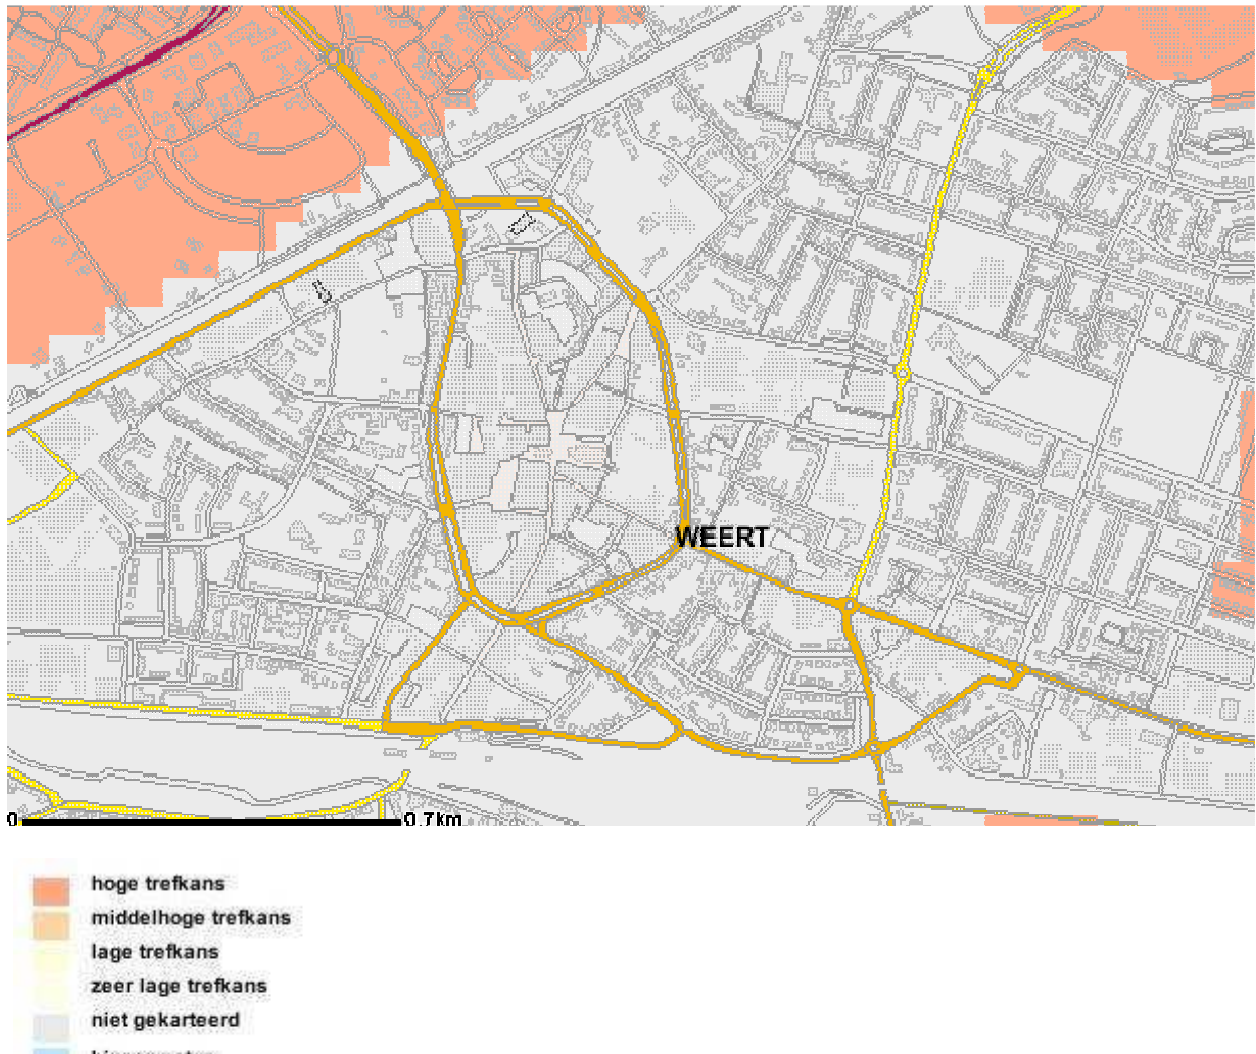 WEERT
0 0.7km
hoge trefkans
middelhoge trefkans
lage trefkans
zeer lage trefkans
niet gekarteerd